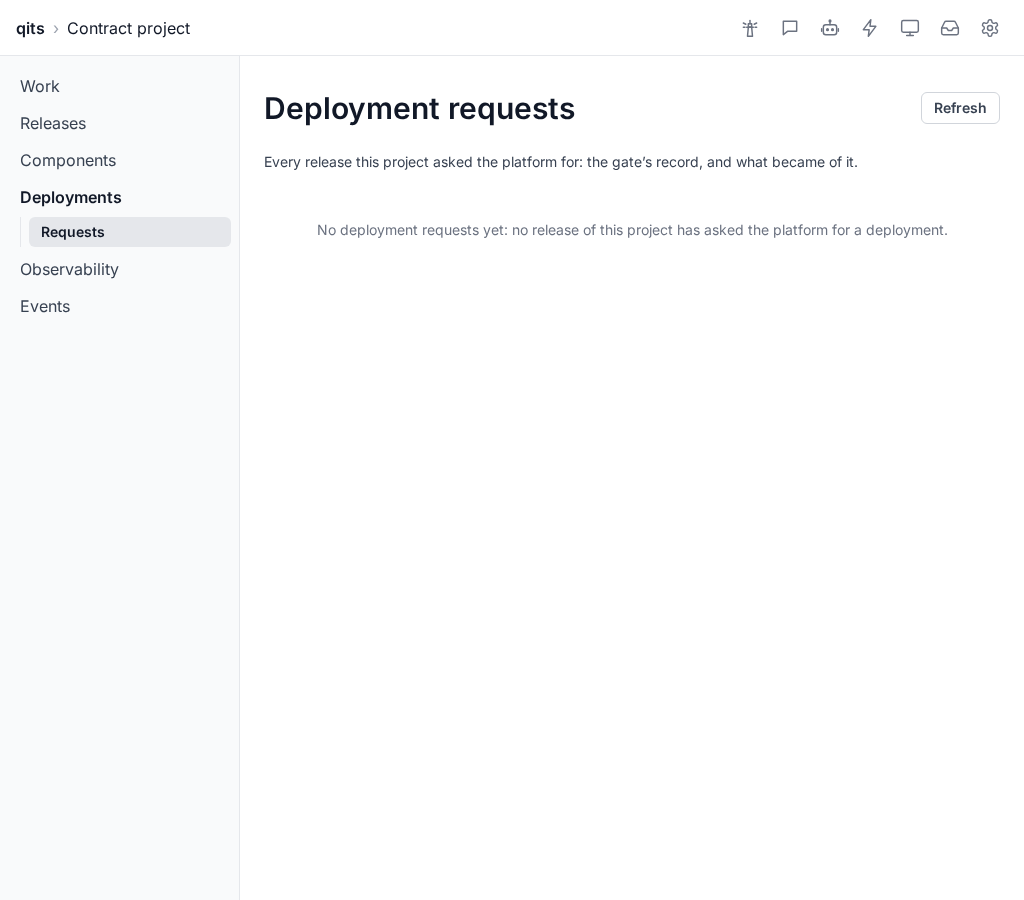 qits › Contract project
Work
Releases
Components
Deployments
Requests
Observability
Events
Deployment requests
Refresh
Every release this project asked the platform for: the gate’s record, and what became of it.
No deployment requests yet: no release of this project has asked the platform for a deployment.